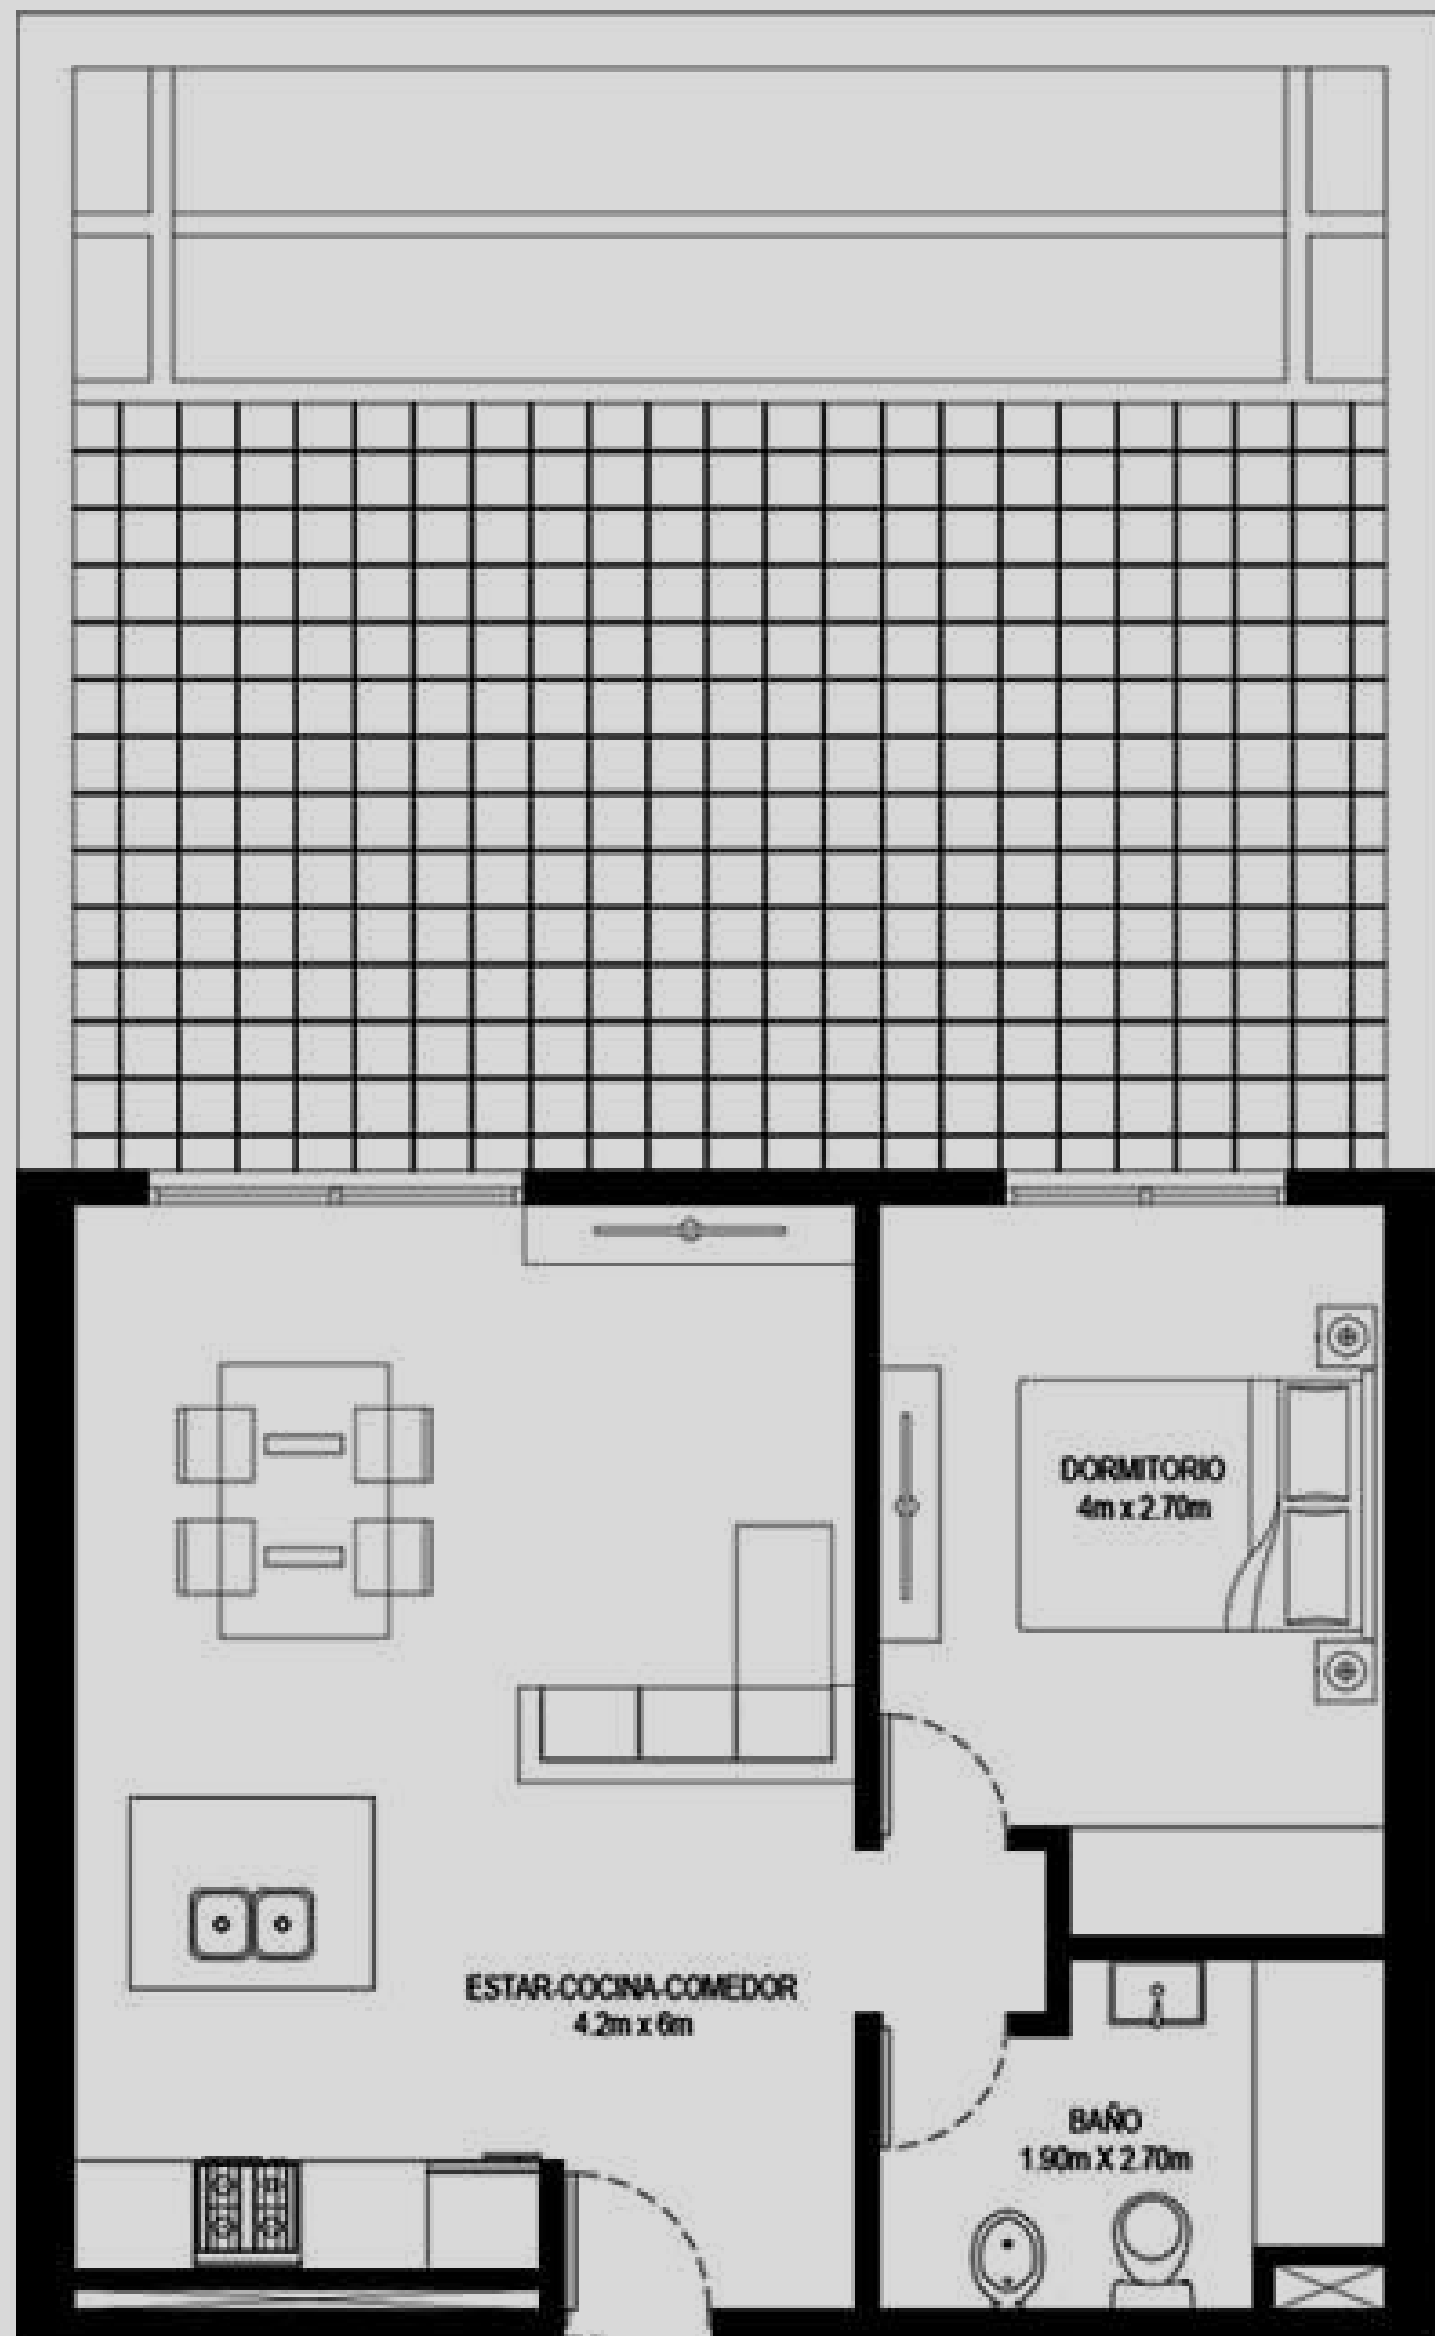 DORMITORIO
4m x 2.70m
ESTAR-COCINA-COMEDOR
4.2m x 6m
BAÑO
1.90m X 2.70m